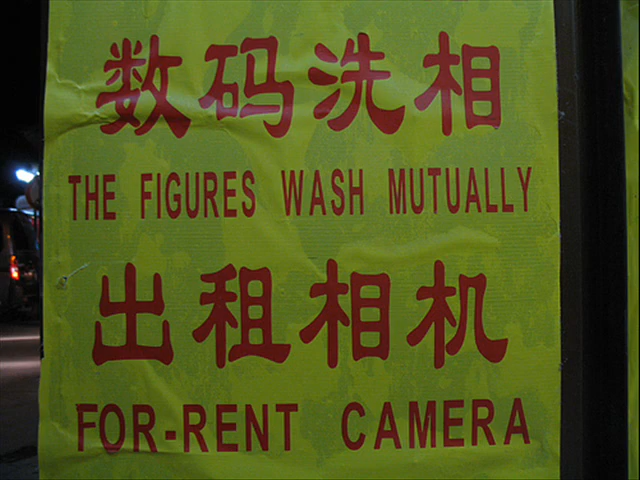 数码洗相
THE FIGURES WASH MUTUALLY
出租相机
FOR-RENT CAMERA